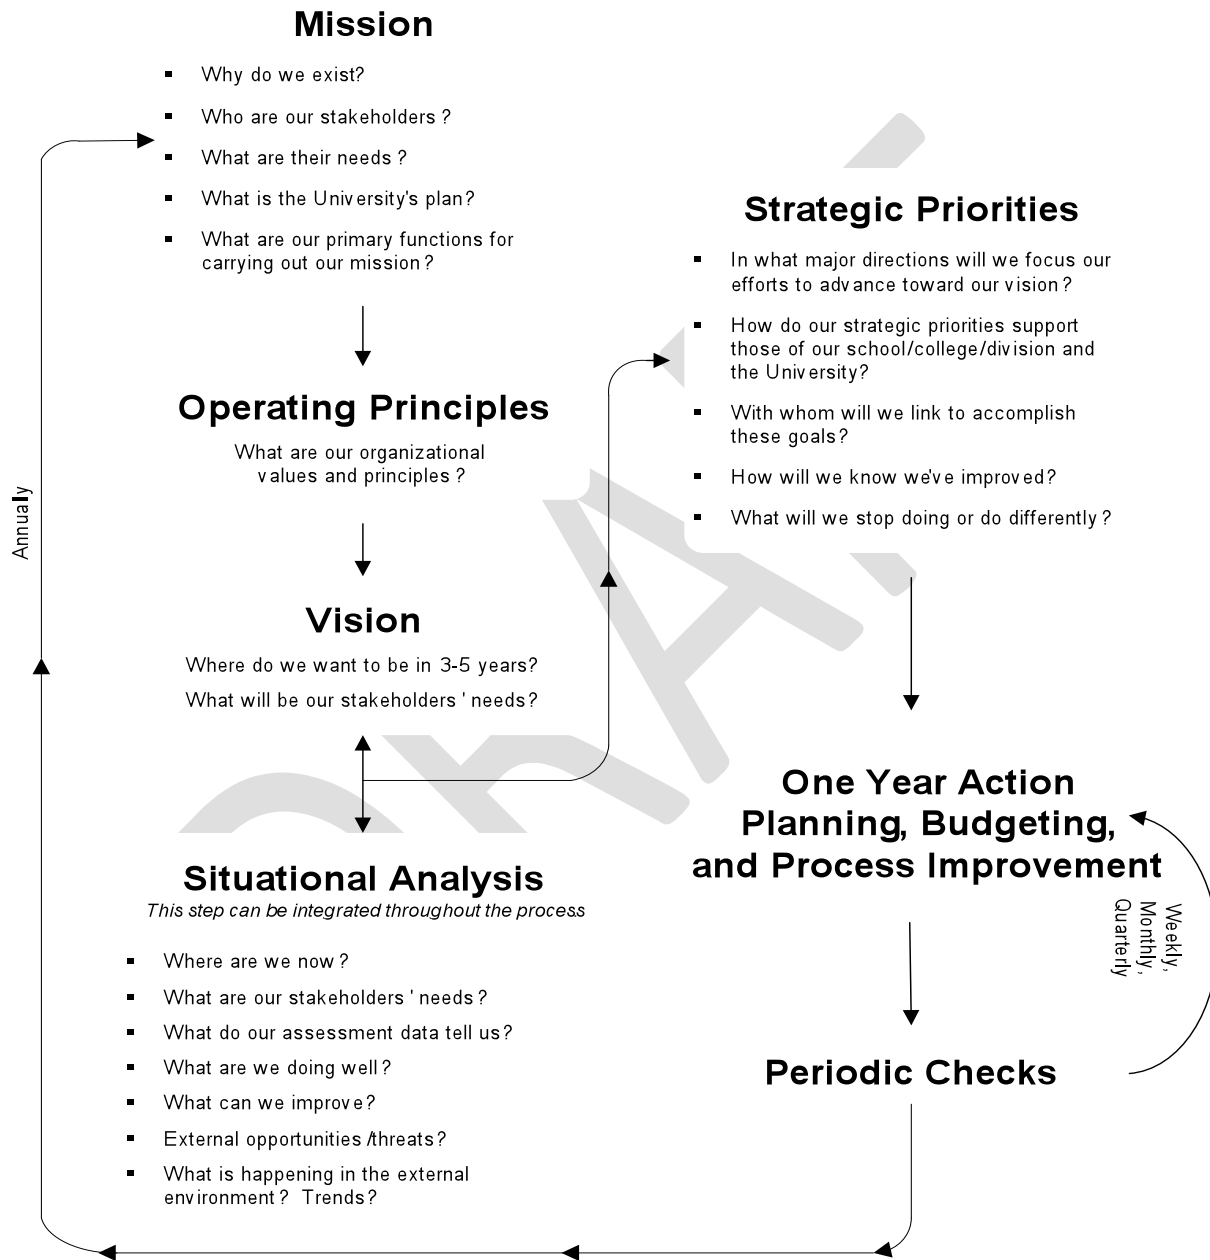 Mission
▪ Why do we exist?
▪ Who are our stakeholders ?
▪ What are their needs ?
▪ What is the University's plan?
▪ What are our primary functions for
carrying out our mission ?
Operating Principles
What are our organizational
values and principles ?
Vision
Where do we want to be in 3-5 years?
What will be our stakeholders ' needs?
Situational Analysis
This step can be integrated throughout the process
▪ Where are we now ?
▪ What are our stakeholders ' needs ?
▪ What do our assessment data tell us?
▪ What are we doing well ?
▪ What can we improve?
▪ External opportunities /threats?
▪ What is happening in the external
environment? Trends?
Annually
Strategic Priorities
▪ In what major directions will we focus our
efforts to advance toward our vision ?
▪ How do our strategic priorities support
those of our school/college/division and
the University?
▪ With whom will we link to accomplish
these goals?
▪ How will we know we've improved?
▪ What will we stop doing or do differently ?
One Year Action
Planning, Budgeting,
and Process Improvement
Weekly,
Monthly,
Quarterly
Periodic Checks